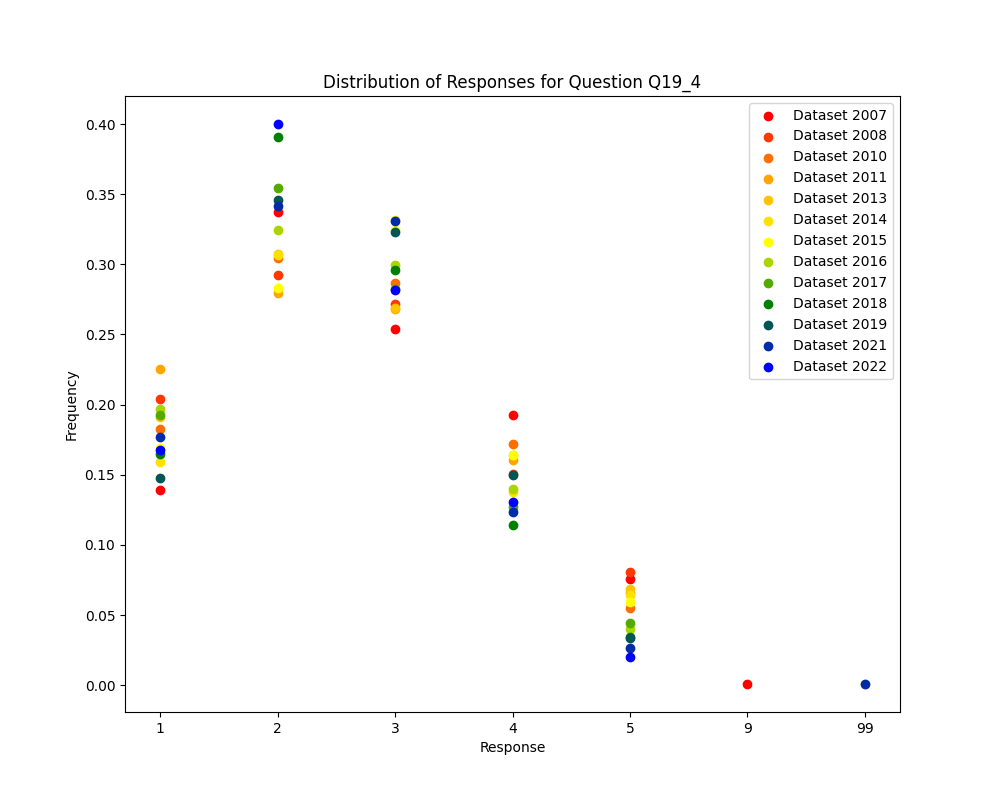 Distribution of Responses for Question Q19_4
Frequency
0.40
0.35
0.30
0.25
0.20
0.15
0.10
0.05
0.00
Dataset 2007
Dataset 2008
Dataset 2010
Dataset 2011
Dataset 2013
Dataset 2014
Dataset 2015
Dataset 2016
Dataset 2017
Dataset 2018
Dataset 2019
Dataset 2021
Dataset 2022
1 2 3 4 5 9 99
Response